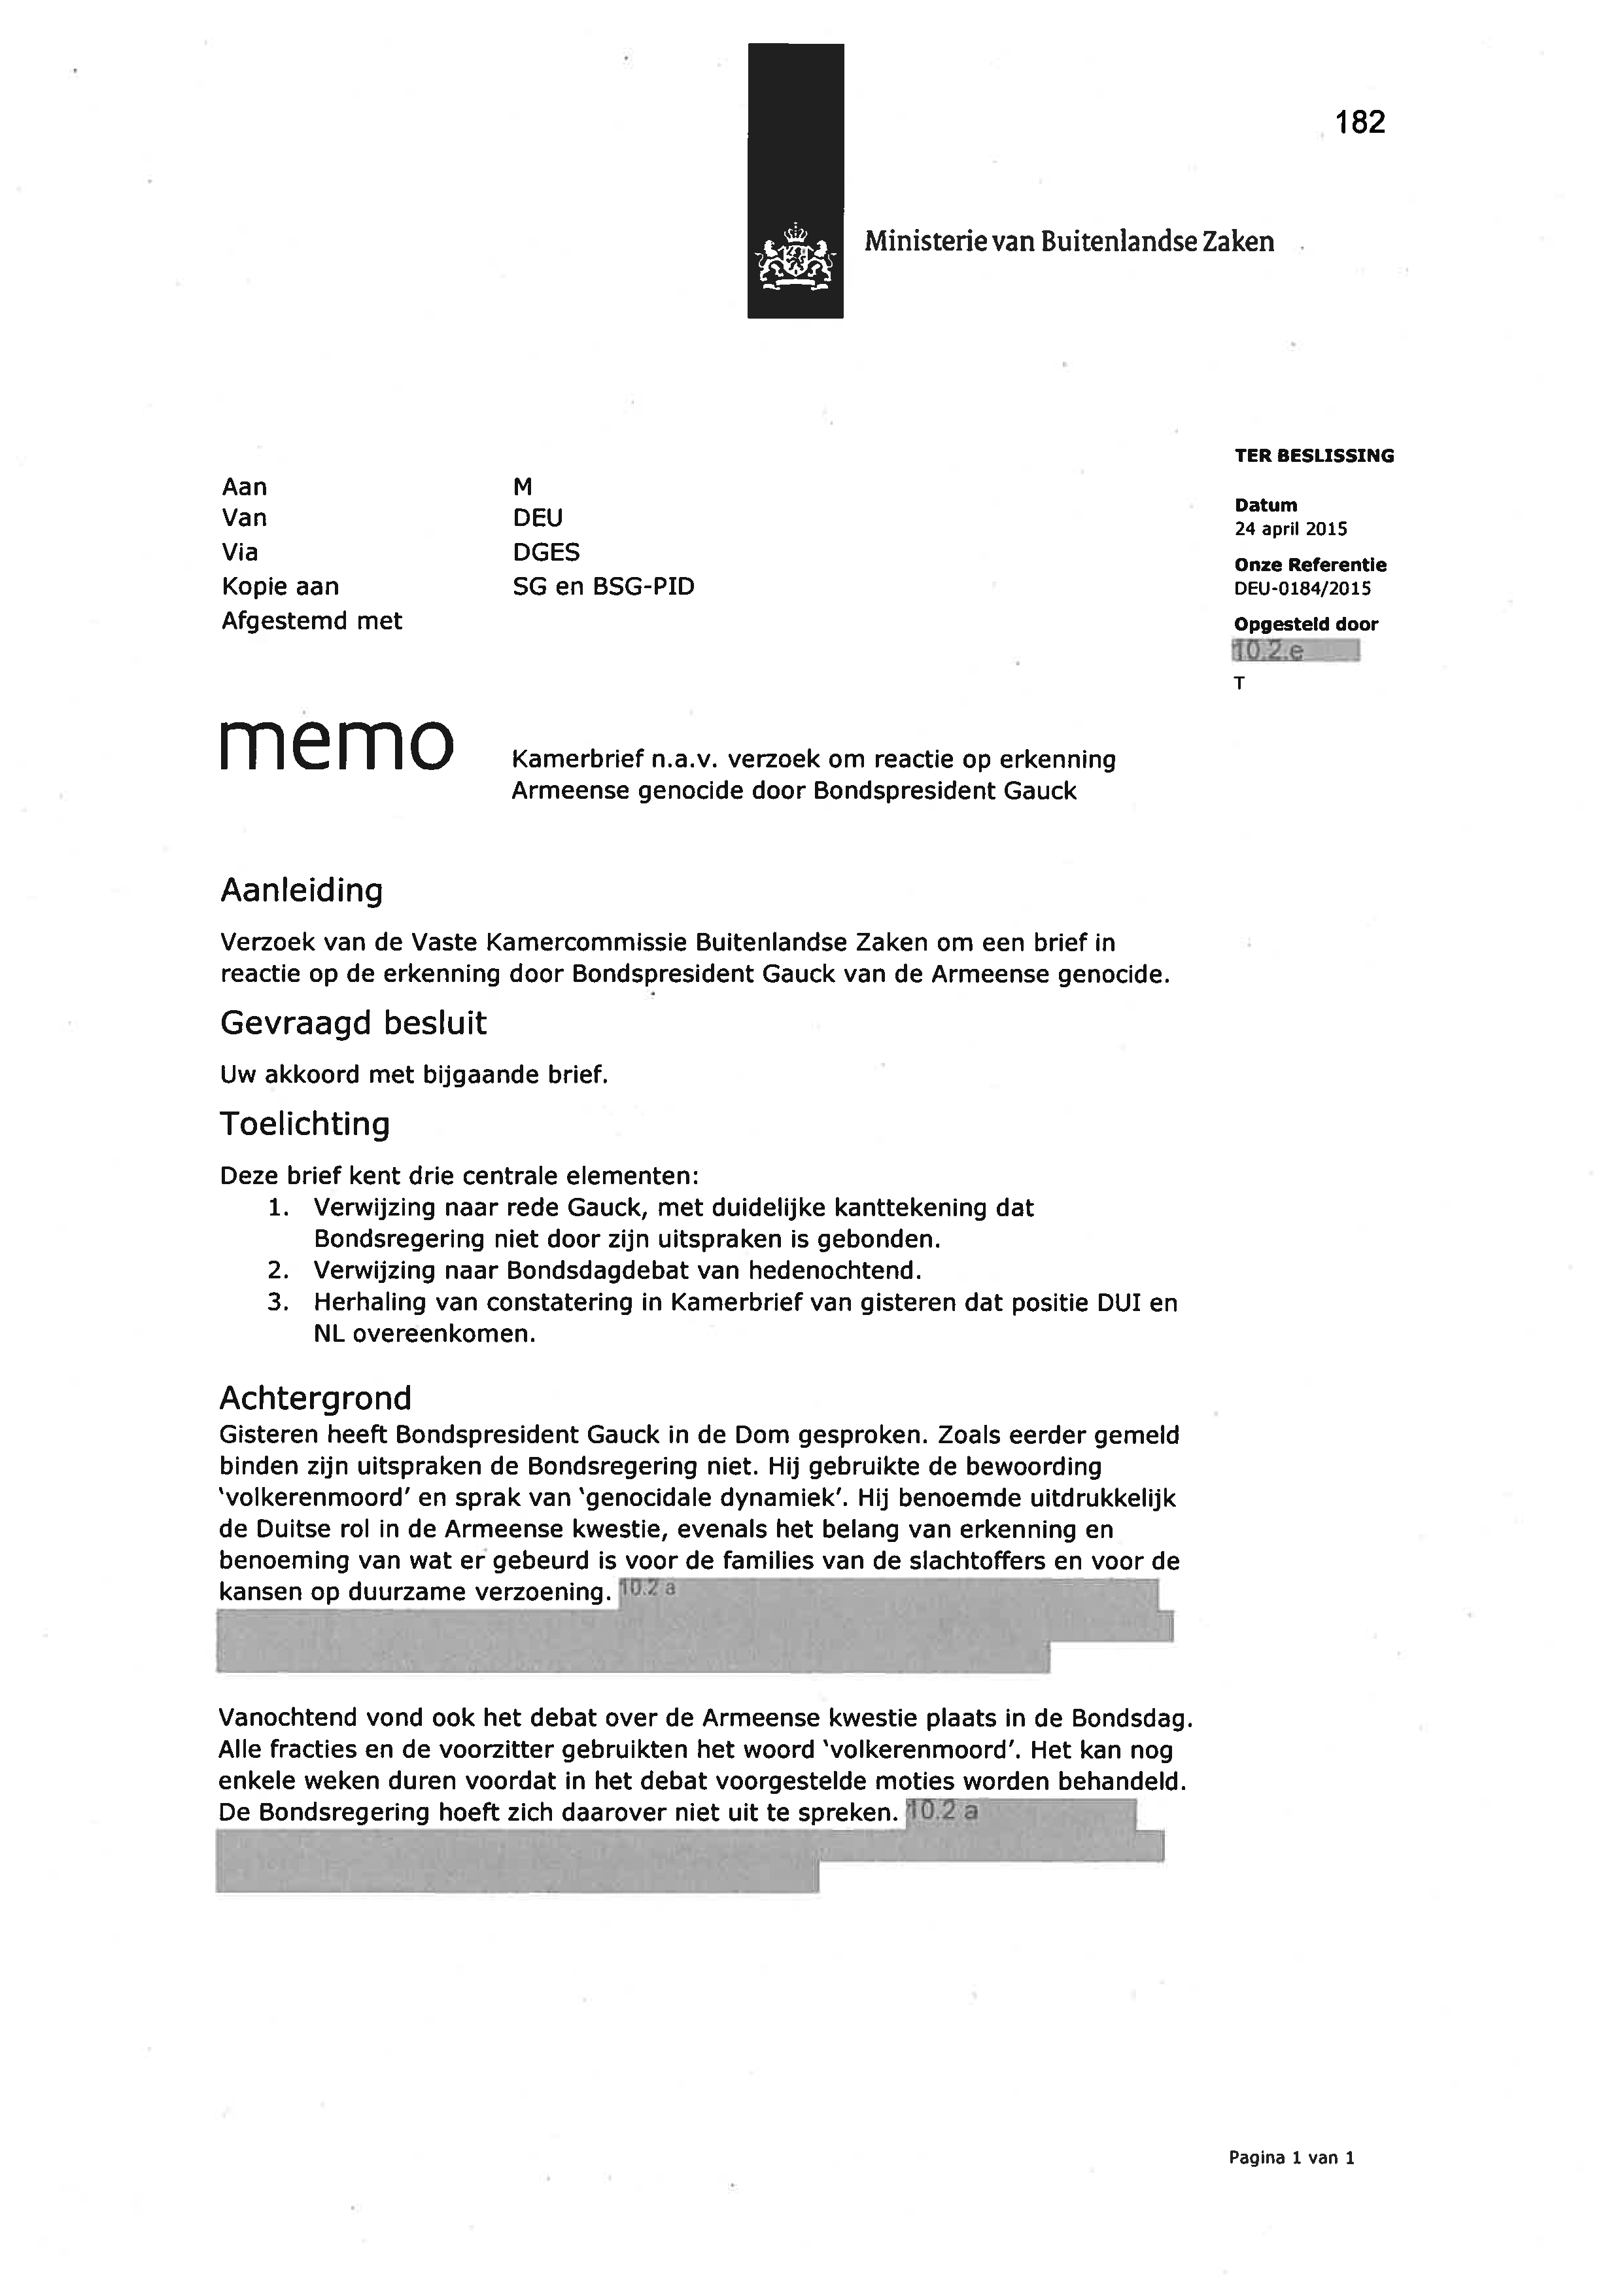 182
Ministerie van Buitenlandse Zaken
TER BESLISSING
Aan M
Van DEU
Via DGES
Kopie aan SG en BSG-PID
Afgestemd met
Datum
24 april 2015
Onze Referentie
DEU-0184/2015
Opgesteld door
10.2.e
T
memo
Kamerbrief n.a.v. verzoek om reactie op erkenning
Armeense genocide door Bondspresident Gauck
Aanleiding
Verzoek van de Vaste Kamercommissie Buitenlandse Zaken om een brief in
reactie op de erkenning door Bondspresident Gauck van de Armeense genocide.
Gevraagd besluit
Uw akkoord met bijgaande brief.
Toelichting
Deze brief kent drie centrale elementen:
1. Verwijzing naar rede Gauck, met duidelijke kanttekening dat
Bondsregering niet door zijn uitspraken is gebonden.
2. Verwijzing naar Bondsdagdebat van hedenochtend.
3. Herhaling van constatering in Kamerbrief van gisteren dat positie DUI en
NL overeenkomen.
Achtergrond
Gisteren heeft Bondspresident Gauck in de Dom gesproken. Zoals eerder gemeld
binden zijn uitspraken de Bondsregering niet. Hij gebruikte de bewoording
‘volkerenmoord’ en sprak van ‘genocidale dynamiek’. Hij benoemde uitdrukkelijk
de Duitse rol in de Armeense kwestie, evenals het belang van erkenning en
benoeming van wat er gebeurd is voor de families van de slachtoffers en voor de
kansen op duurzame verzoening. 10.2 a
Vanochtend vond ook het debat over de Armeense kwestie plaats in de Bondsdag.
Alle fracties en de voorzitter gebruikten het woord ‘volkerenmoord’. Het kan nog
enkele weken duren voordat in het debat voorgestelde moties worden behandeld.
De Bondsregering hoeft zich daarover niet uit te spreken. 10.2 a
Pagina 1 van 1